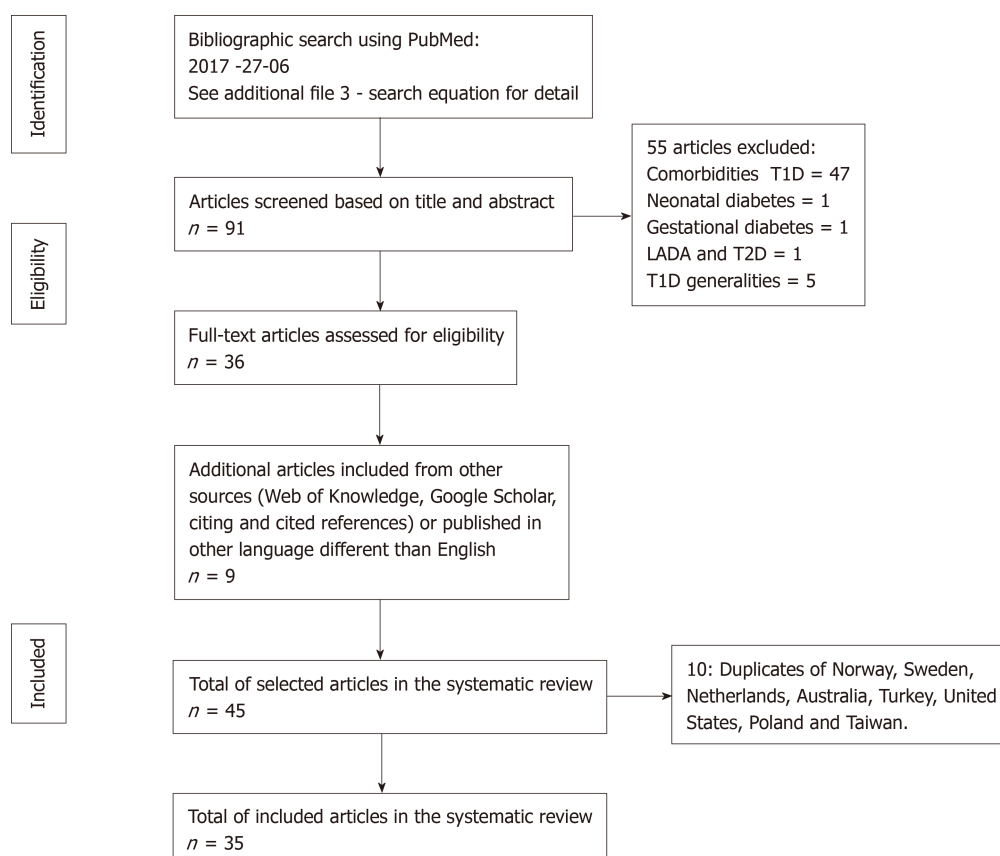 Identification
Bibliographic search using PubMed:
2017 -27-06
See additional file 3 - search equation for detail
55 articles excluded:
Comorbidities T1D = 47
Neonatal diabetes = 1
Gestational diabetes = 1
LADA and T2D = 1
T1D generalities = 5
Articles screened based on title and abstract
n = 91
Eligibility
Full-text articles assessed for eligibility
n = 36
Additional articles included from other
sources (Web of Knowledge, Google Scholar,
citing and cited references) or published in
other language different than English
n = 9
Included
Total of selected articles in the systematic review
n = 45
10: Duplicates of Norway, Sweden,
Netherlands, Australia, Turkey, United
States, Poland and Taiwan.
Total of included articles in the systematic review
n = 35